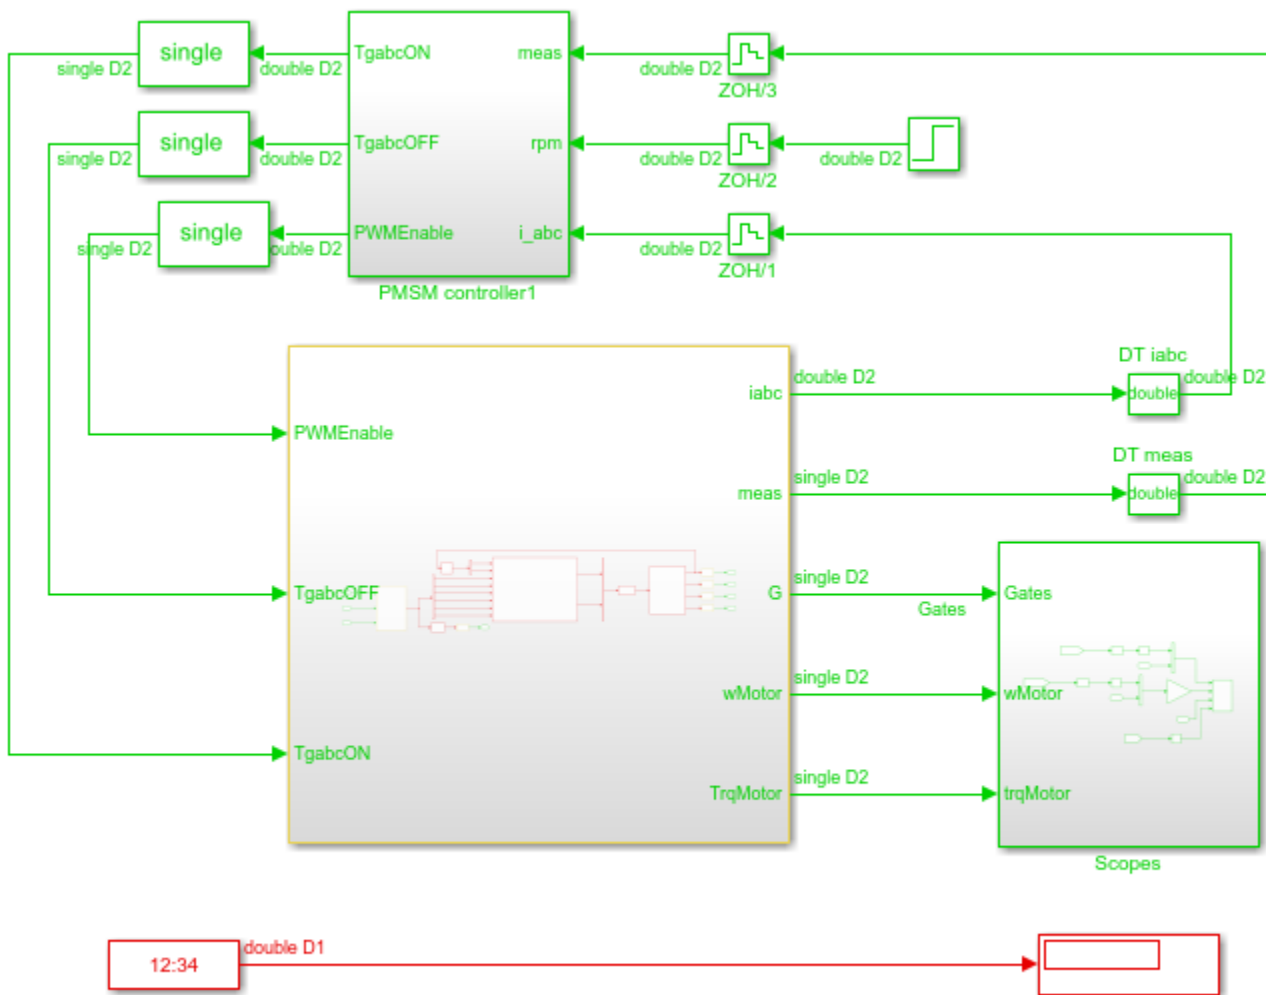 single
single D2
double D2
TgabcON
meas
double D2
ZOH/3
single
single D2
double D2
TgabcOFF
rpm
double D2
ZOH/2
double D2
single
single D2
ouble D2
PWMEnable
i_abc
double D2
ZOH/1
PMSM controller1
DT iabc
iabc
double D2
double
double D2
PWMEnable
DT meas
meas
single D2
double
double D2
TgabcOFF
G
single D2
Gates
Gates
wMotor
single D2
wMotor
TgabcON
TrqMotor
single D2
trqMotor
Scopes
12:34
double D1